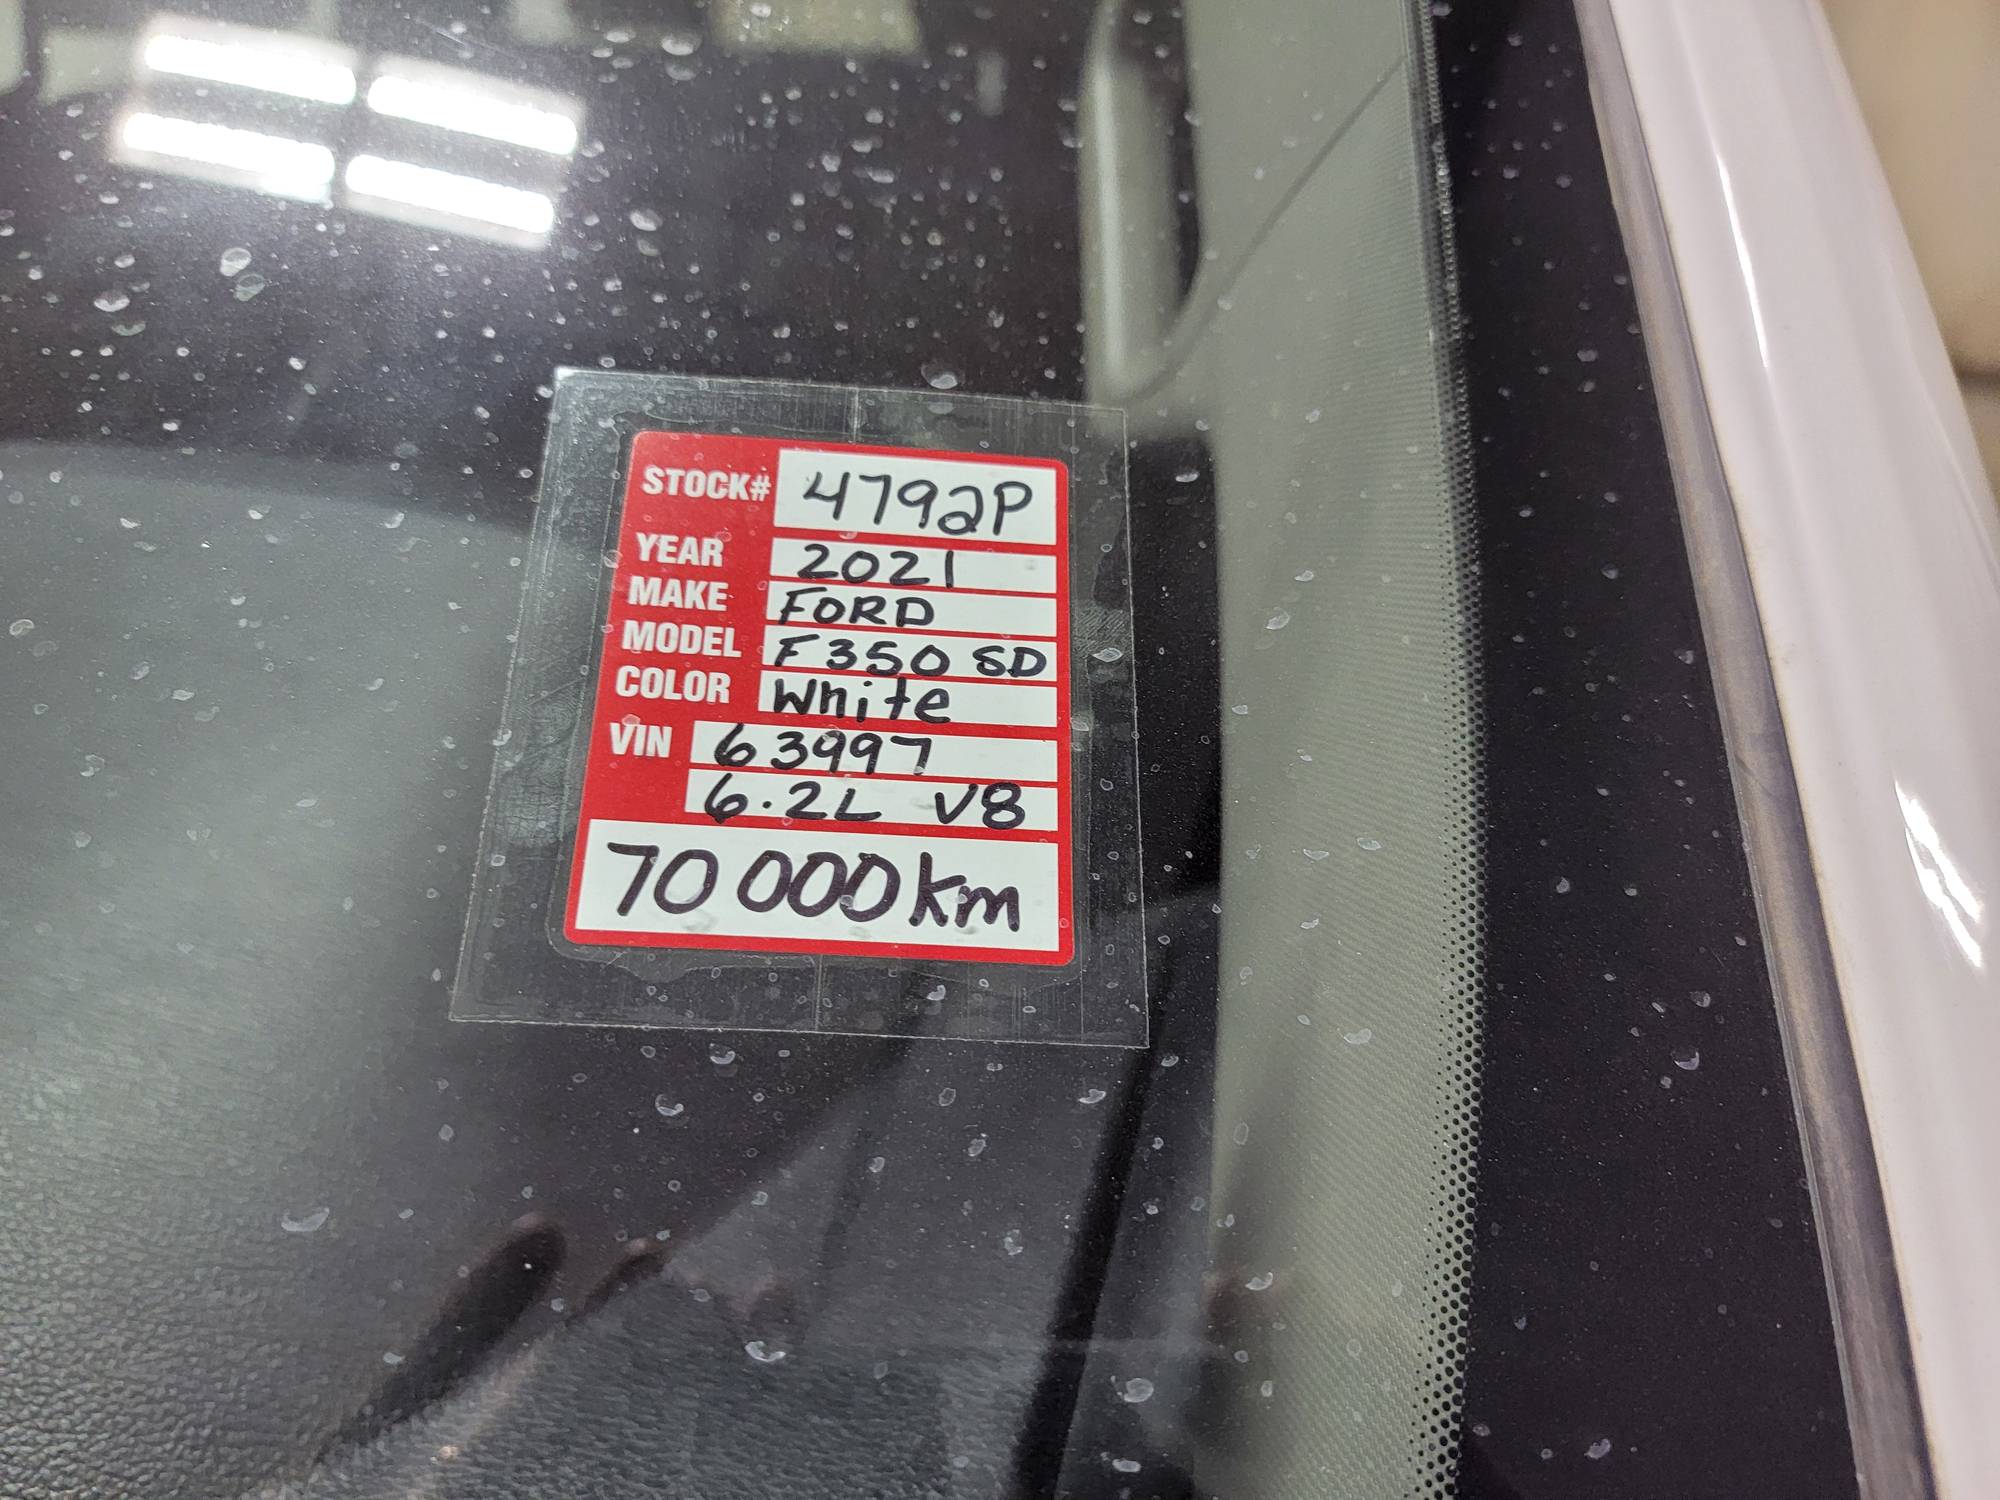 STOCK# 4792P
YEAR 2021
MAKE FORD
MODEL F350 SD
COLOR White
VIN 63997
6.2L V8
70 000 km